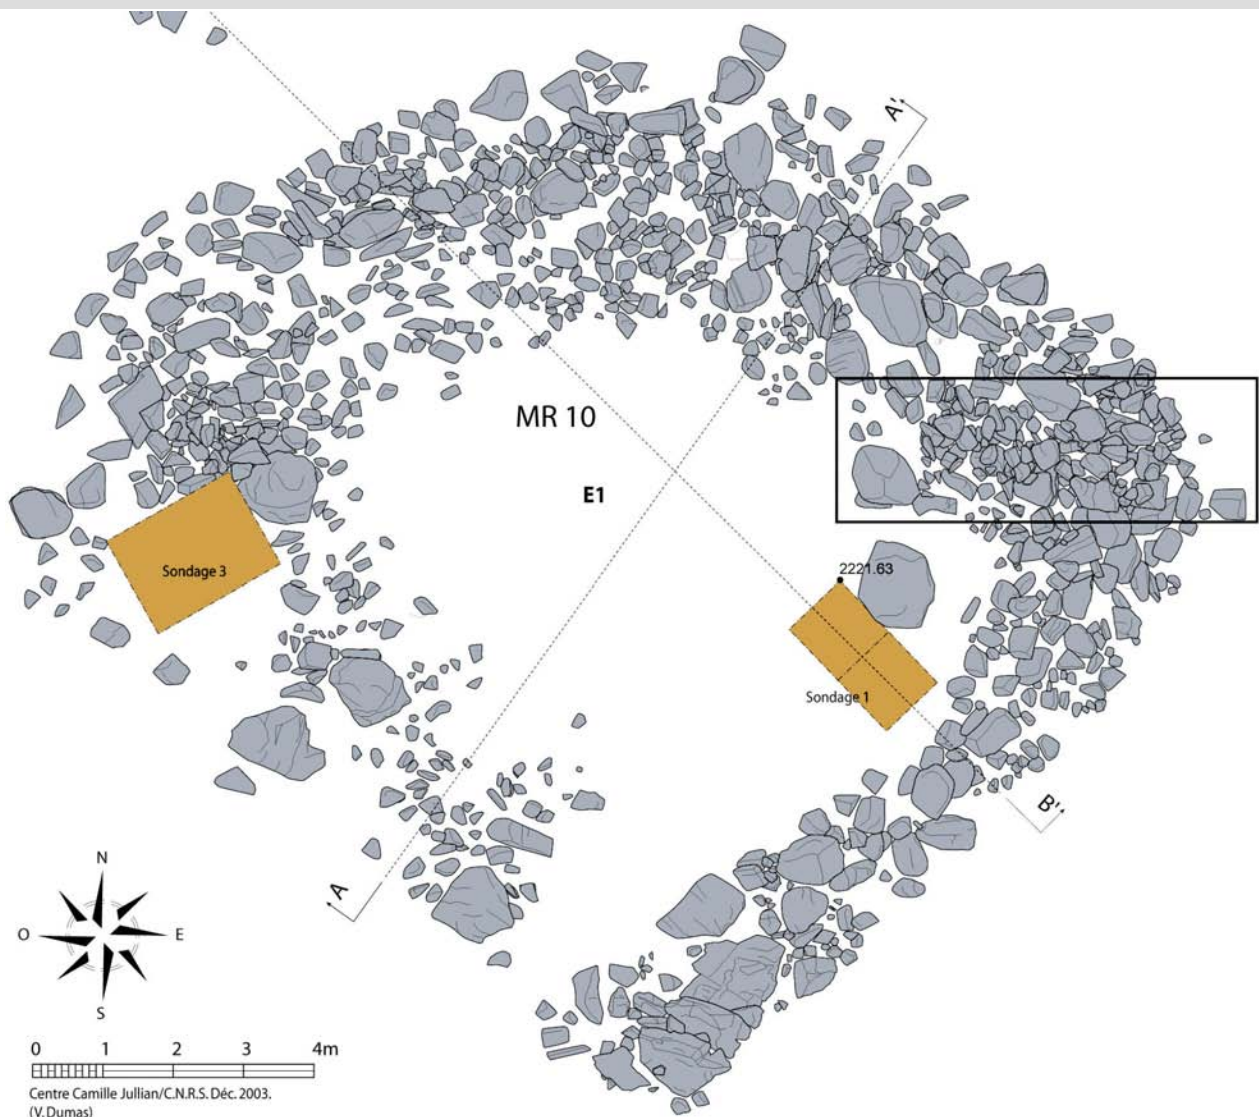 A'
MR 10
E1
Sondage 3
2221.63
Sondage 1
B'
A
N
O
E
S
0 1 2 3 4m
Centre Camille Jullian/C.N.R.S. Déc. 2003.
(V. Dumas)